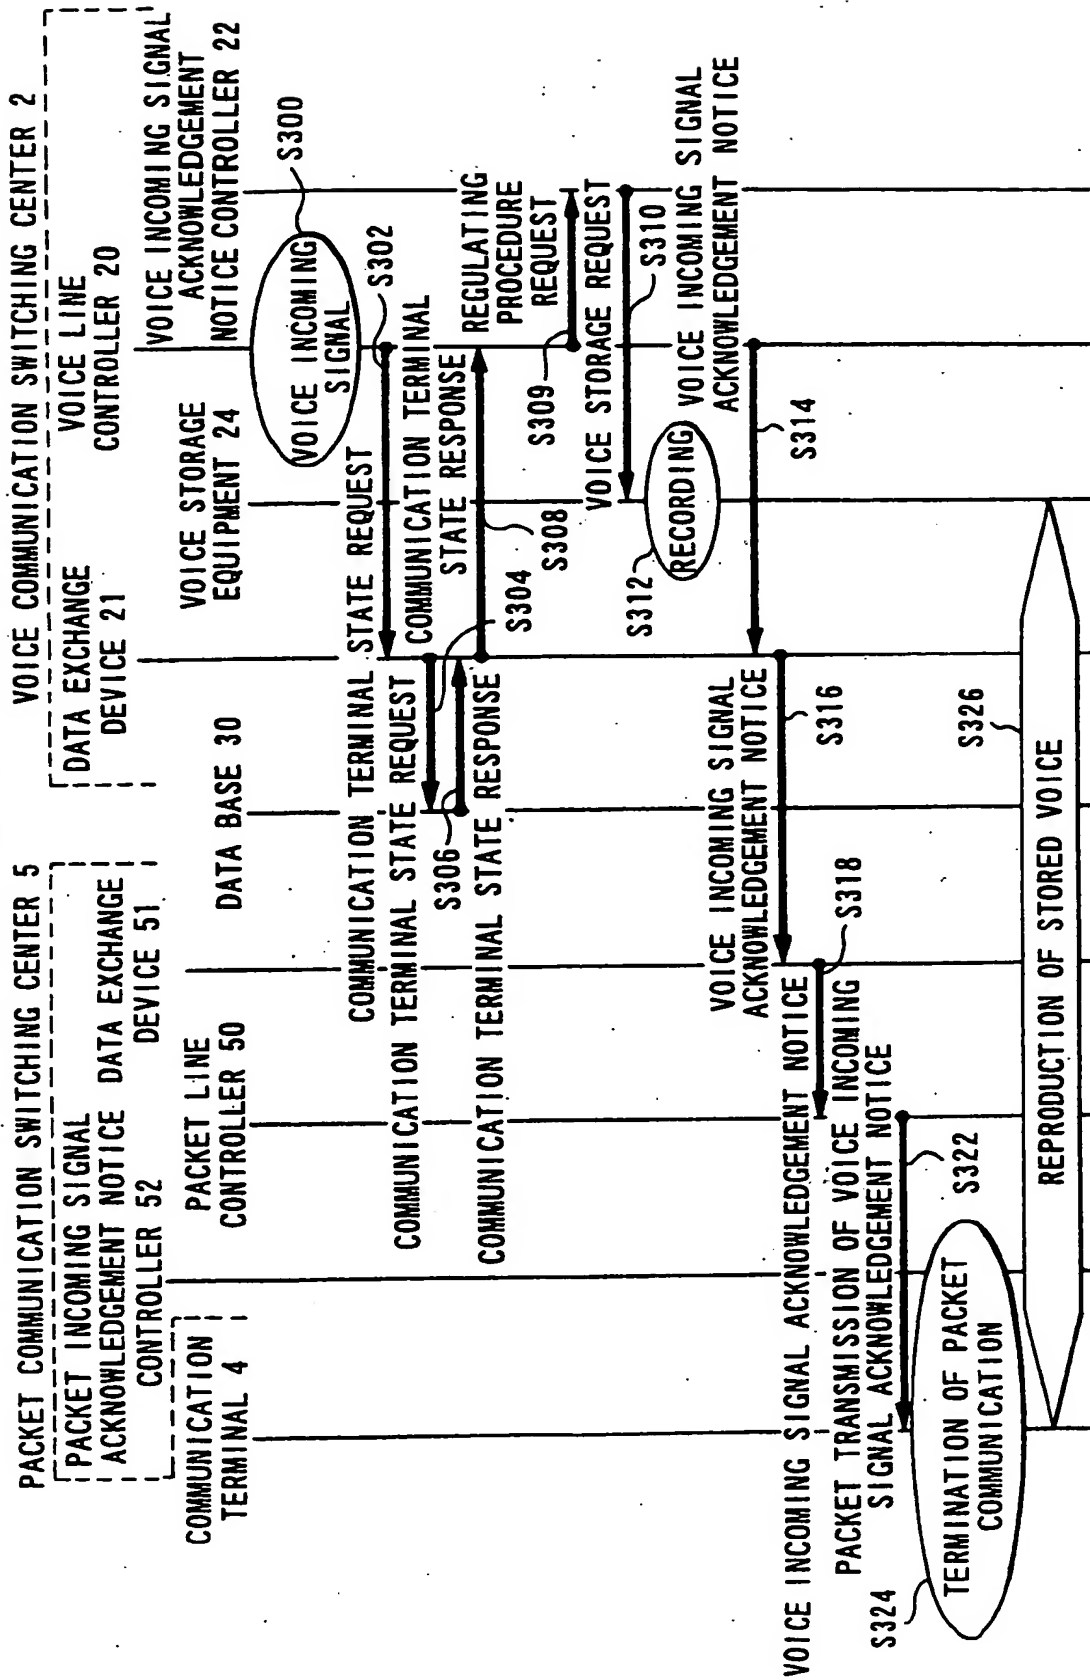 PACKET COMMUNICATION SWITCHING CENTER 5
VOICE COMMUNICATION SWITCHING CENTER 2
PACKET INCOMING SIGNAL
ACKNOWLEDGEMENT NOTICE
CONTROLLER 52
DATA EXCHANGE
DEVICE 51
DATA EXCHANGE
DEVICE 21
VOICE LINE
CONTROLLER 20
COMMUNICATION
TERMINAL 4
PACKET LINE
CONTROLLER 50
DATA BASE 30
VOICE STORAGE
EQUIPMENT 24
VOICE INCOMING SIGNAL
ACKNOWLEDGEMENT
NOTICE CONTROLLER 22
VOICE INCOMING
SIGNAL
S300
COMMUNICATION TERMINAL STATE REQUEST
S302
COMMUNICATION TERMINAL STATE REQUEST
S304
S306
COMMUNICATION TERMINAL STATE RESPONSE
COMMUNICATION TERMINAL
STATE RESPONSE
S308
REGULATING
PROCEDURE
REQUEST
S309
VOICE STORAGE REQUEST
S310
RECORDING
S312
VOICE INCOMING SIGNAL
ACKNOWLEDGEMENT NOTICE
S314
VOICE INCOMING SIGNAL
ACKNOWLEDGEMENT NOTICE
S316
VOICE INCOMING SIGNAL ACKNOWLEDGEMENT NOTICE
S318
PACKET TRANSMISSION OF VOICE INCOMING
SIGNAL ACKNOWLEDGEMENT NOTICE
S322
TERMINATION OF PACKET
COMMUNICATION
S324
REPRODUCTION OF STORED VOICE
S326